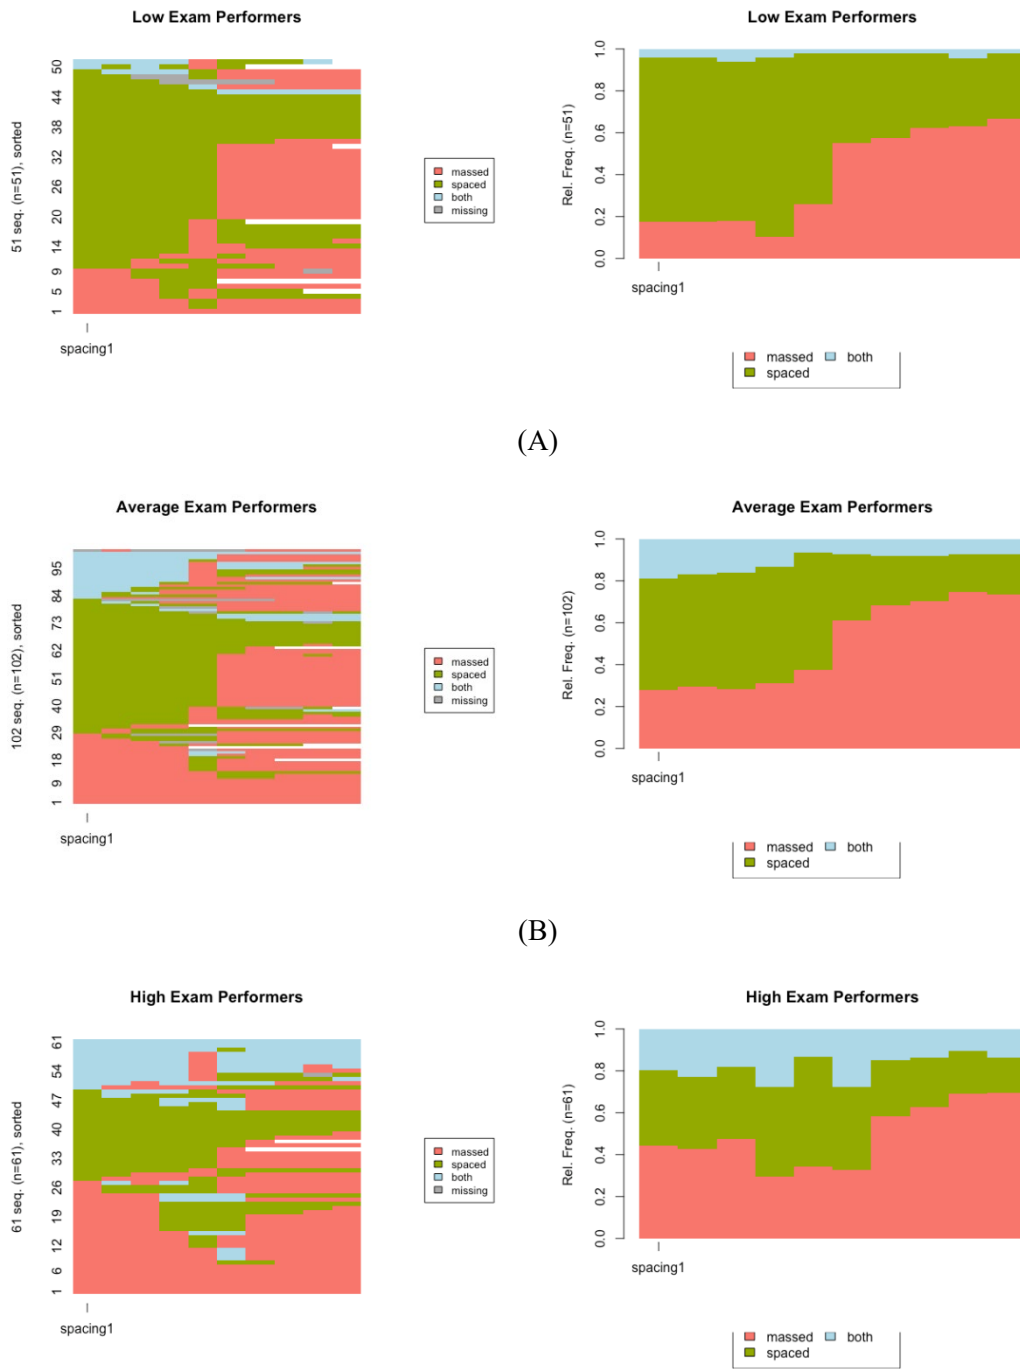 Low Exam Performers
51 seq. (n=51), sorted
50
44
38
32
26
20
14
9
5
1
spacing1
massed
spaced
both
missing
Low Exam Performers
Rel. Freq. (n=51)
1.0
0.8
0.6
0.4
0.2
0.0
spacing1
massed both
spaced
(A)
Average Exam Performers
102 seq. (n=102), sorted
95
84
73
62
51
40
29
18
9
1
spacing1
massed
spaced
both
missing
Average Exam Performers
Rel. Freq. (n=102)
1.0
0.8
0.6
0.4
0.2
0.0
spacing1
massed both
spaced
(B)
High Exam Performers
61 seq. (n=61), sorted
61
54
47
40
33
26
19
12
6
1
spacing1
massed
spaced
both
missing
High Exam Performers
Rel. Freq. (n=61)
1.0
0.8
0.6
0.4
0.2
0.0
spacing1
massed both
spaced